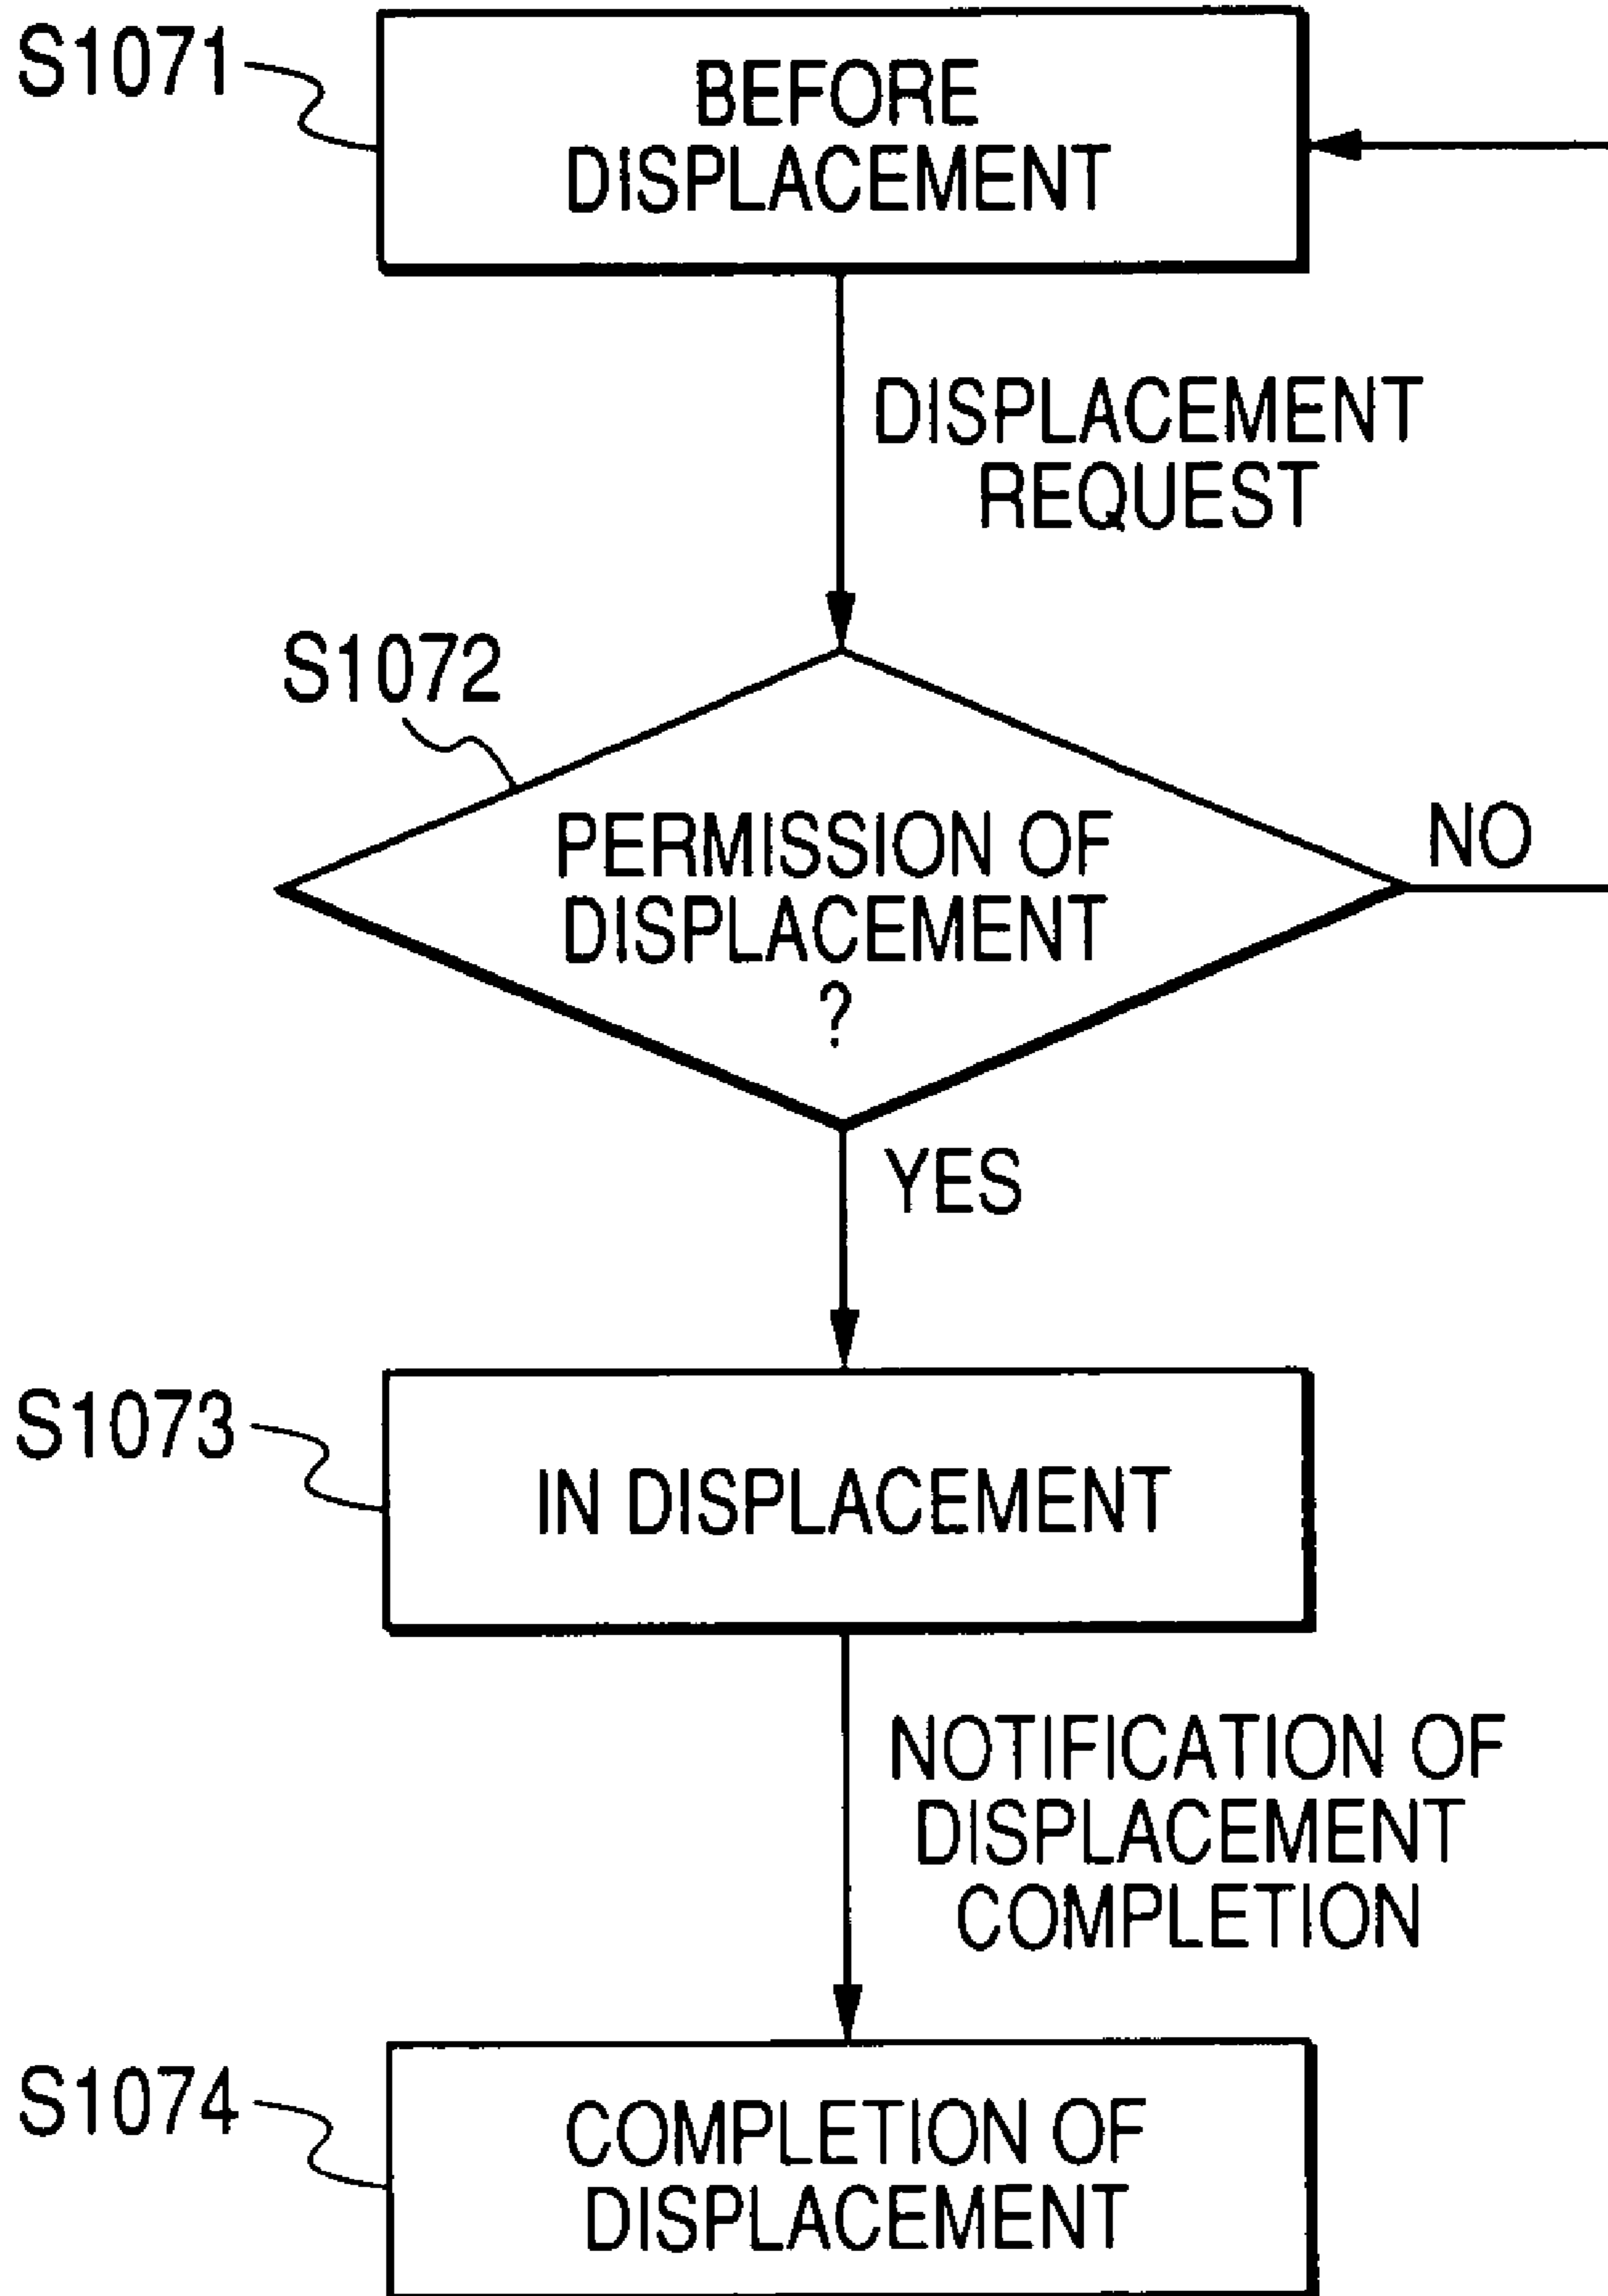 S1071
BEFORE
DISPLACEMENT
DISPLACEMENT
REQUEST
S1072
PERMISSION OF
DISPLACEMENT
?
NO
YES
S1073
IN DISPLACEMENT
NOTIFICATION OF
DISPLACEMENT
COMPLETION
S1074
COMPLETION OF
DISPLACEMENT